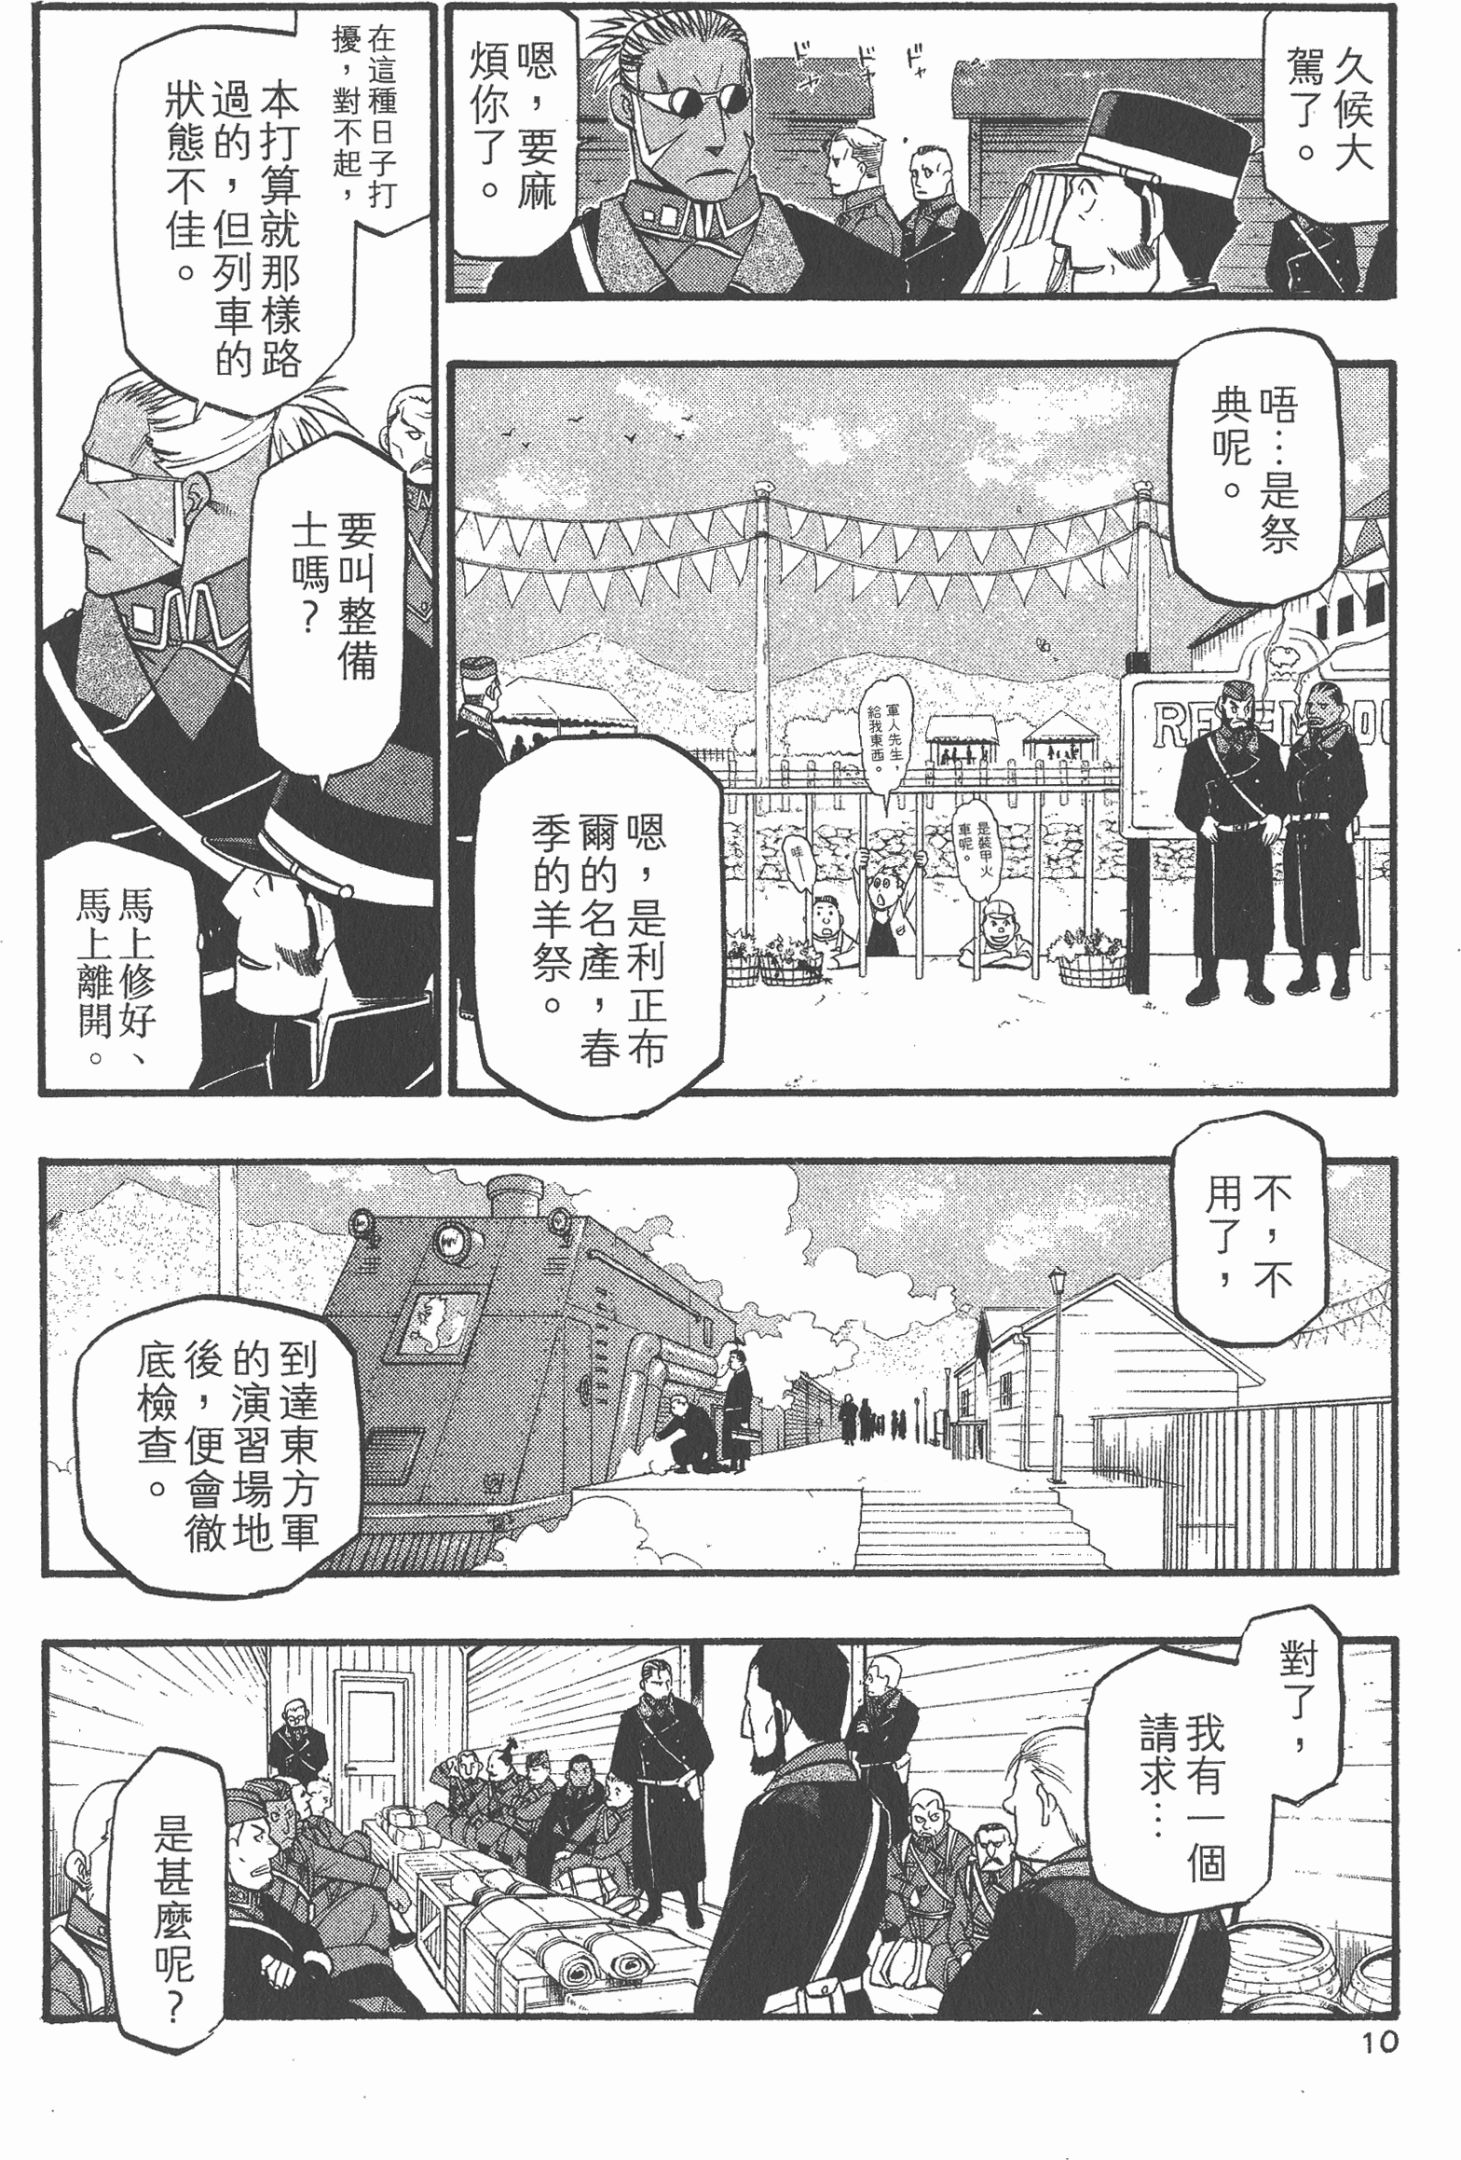 久候大
駕了。
ドャ
ドド
嗯，要麻
煩你了。
唔…是祭
典呢。
軍人先生，
給我東西。
是裝甲火
車呢。
哇
嗯，是利正布
爾的名產，春
季的羊祭。
在這種日子打
擾，對不起，
本打算就那樣路
過的，但列車的
狀態不佳。
要叫整備
士嗎？
馬上修好、
馬上離開。
不，不
用了，
到達東方軍
的演習場地
後，便會徹
底檢查。
對了，
我有一個
請求…
是甚麼呢？
10